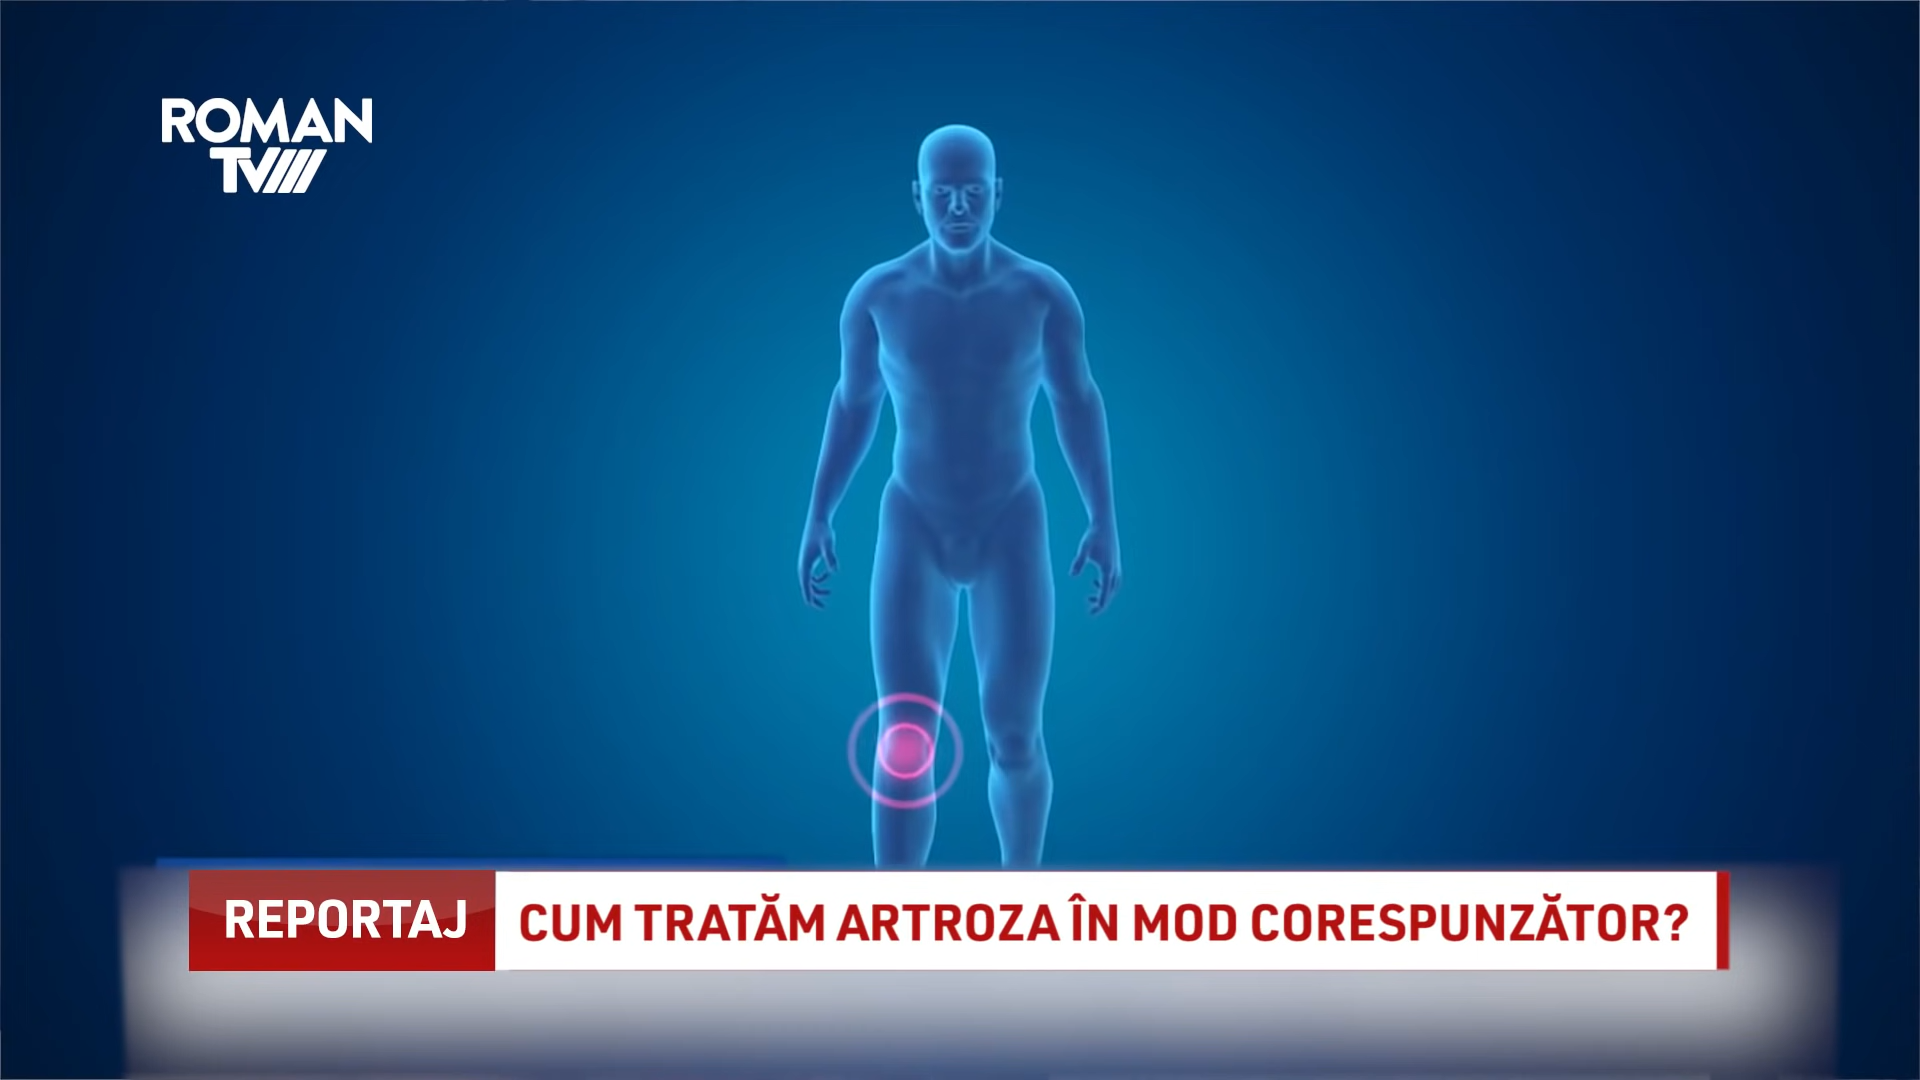 ROMAN
TV
REPORTAJ
CUM TRATĂM ARTROZA ÎN MOD CORESPUNZĂTOR?